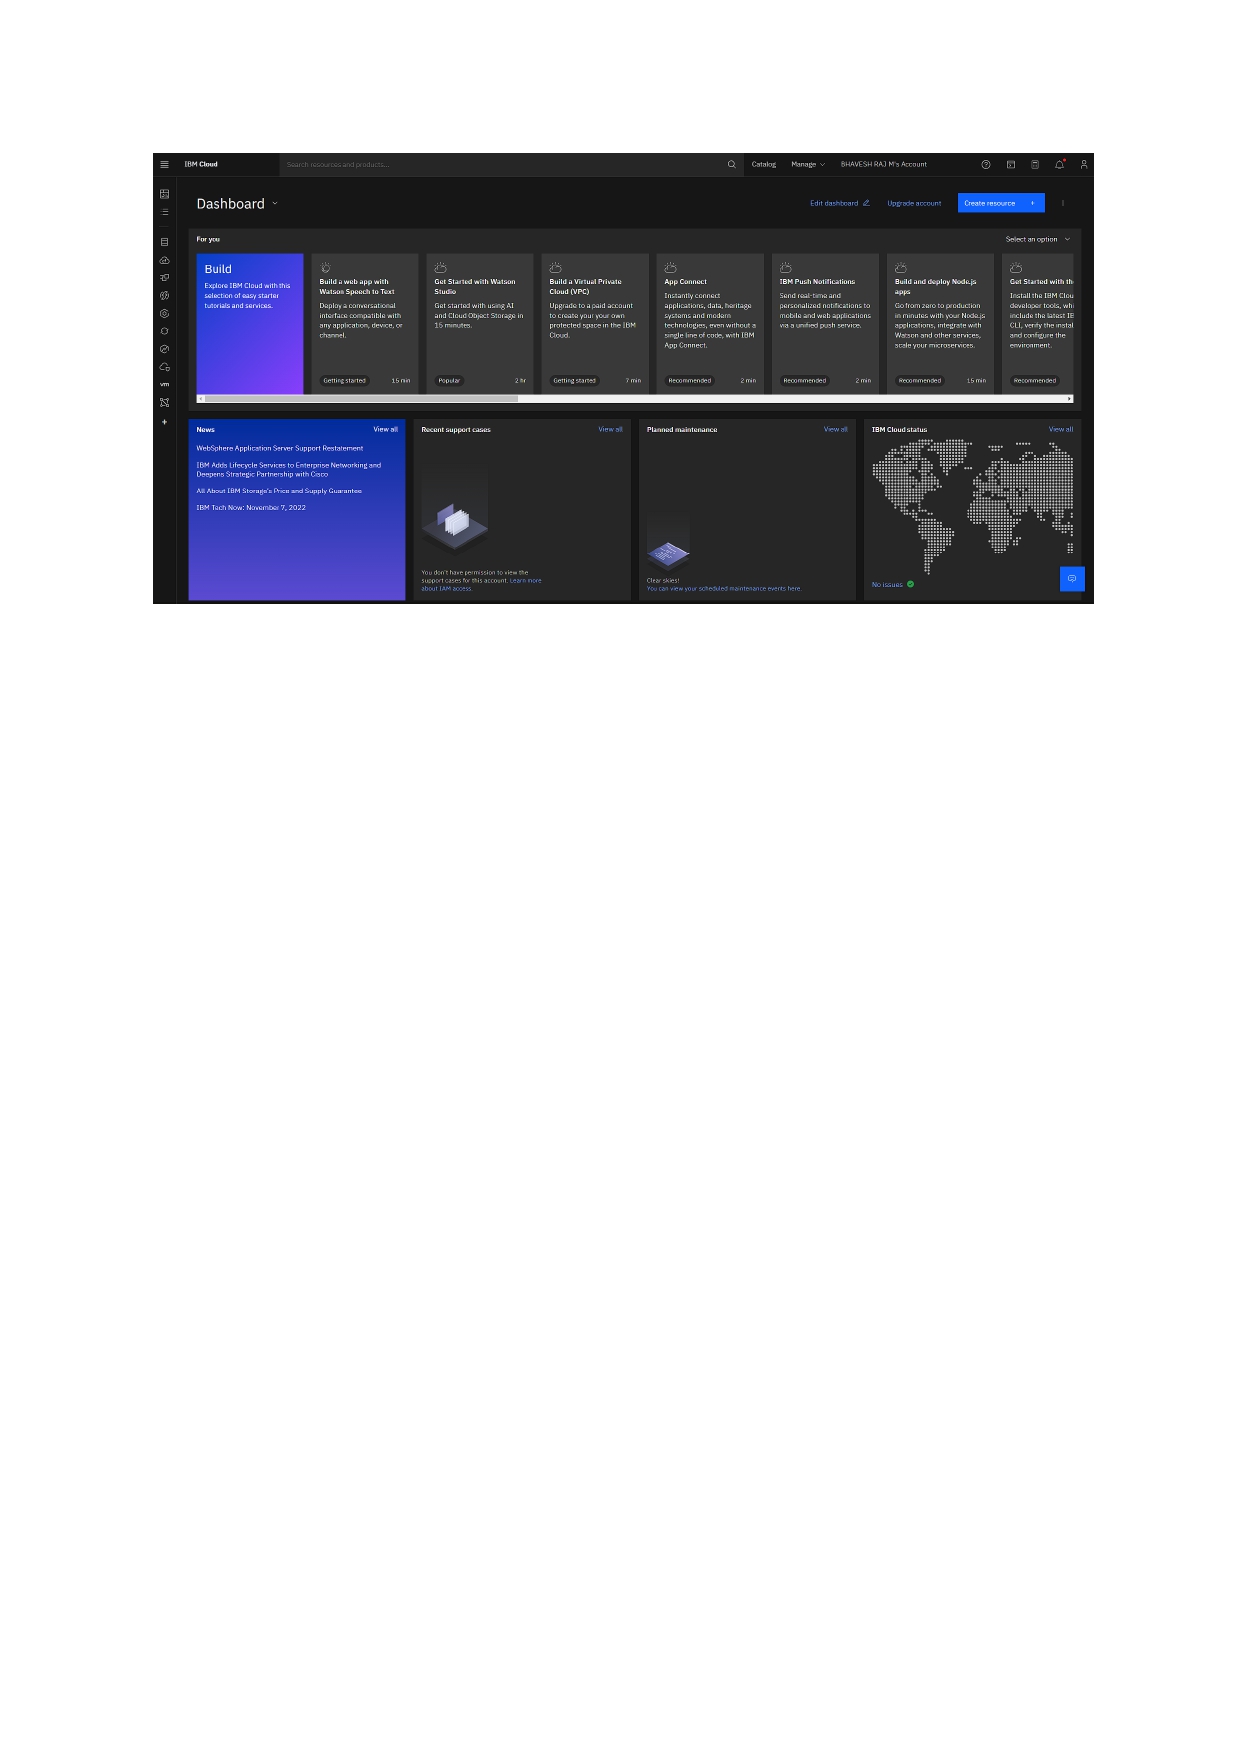 IBM Cloud
Search resources and products...
Catalog
Manage
BHAVESH RAJ M's Account
Dashboard
Edit dashboard
Upgrade account
Create resource +
For you
Select an option
Build
Explore IBM Cloud with this
selection of easy starter
tutorials and services.
Build a web app with
Watson Speech to Text
Deploy a conversational
interface compatible with
any application, device, or
channel.
Getting started 15 min
Get Started with Watson
Studio
Get started with using AI
and Cloud Object Storage in
15 minutes.
Popular 2 hr
Build a Virtual Private
Cloud (VPC)
Upgrade to a paid account
to create your your own
protected space in the IBM
Cloud.
Getting started 7 min
App Connect
Instantly connect
applications, data, heritage
systems and modern
technologies, even without a
single line of code, with IBM
App Connect.
Recommended 2 min
IBM Push Notifications
Send real-time and
personalized notifications to
mobile and web applications
via a unified push service.
Recommended 2 min
Build and deploy Node.js
apps
Go from zero to production
in minutes with your Node.js
applications, integrate with
Watson and other services,
scale your microservices.
Recommended 15 min
Get Started with th
Install the IBM Clou
developer tools, whi
include the latest IB
CLI, verify the instal
and configure the
environment.
Recommended
vm
News View all
WebSphere Application Server Support Restatement
IBM Adds Lifecycle Services to Enterprise Networking and
Deepens Strategic Partnership with Cisco
All About IBM Storage's Price and Supply Guarantee
IBM Tech Now: November 7, 2022
Recent support cases View all
You don't have permission to view the
support cases for this account. Learn more
about IAM access.
Planned maintenance View all
Clear skies!
You can view your scheduled maintenance events here.
IBM Cloud status View all
No issues